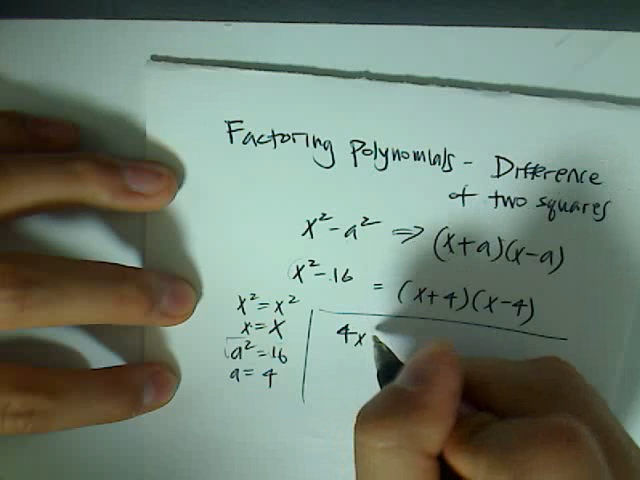 Factoring Polynomials - Difference
of two squares
x² - a² ⇒ (x+a)(x-a)
x² - 16 = (x+4)(x-4)
x² = x²
x = x
a² = 16
a = 4
4x